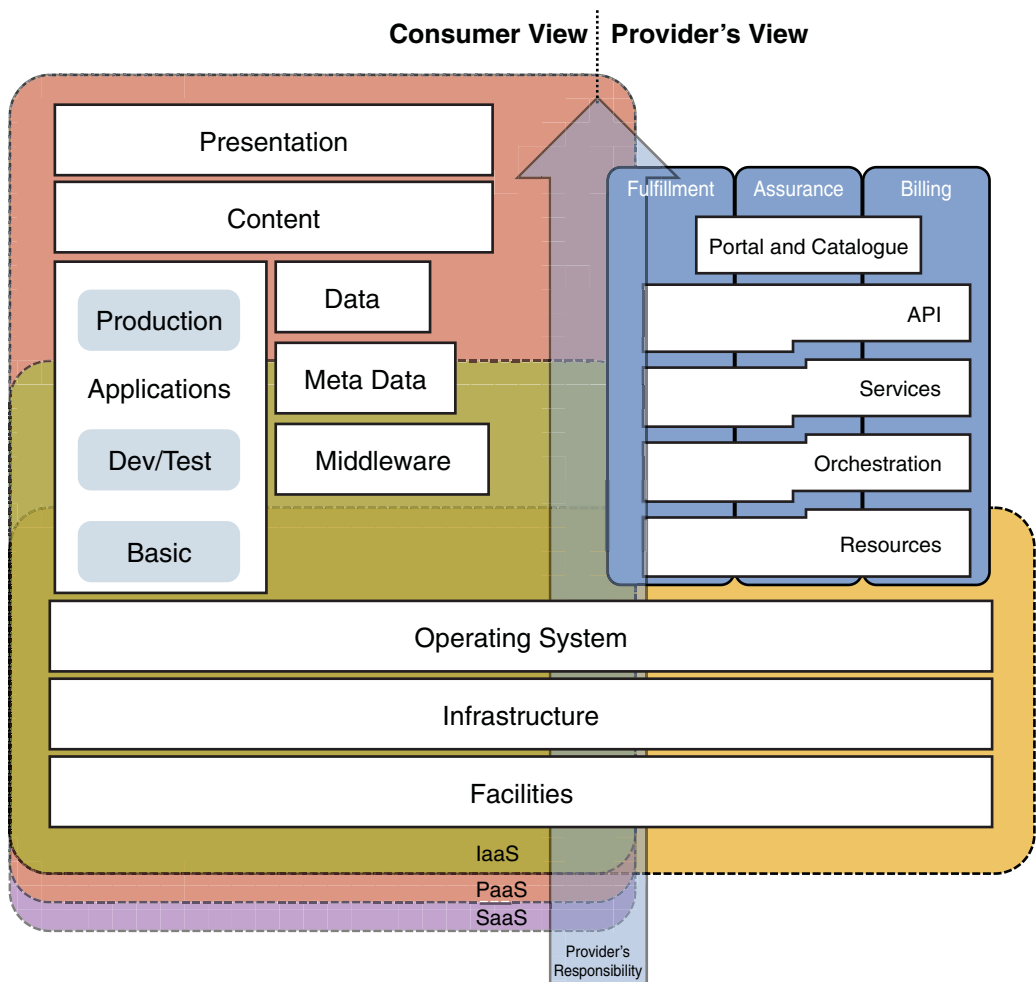 Consumer View
Provider's View
Presentation
Content
Production
Applications
Dev/Test
Basic
Data
Meta Data
Middleware
Fulfillment
Assurance
Billing
Portal and Catalogue
API
Services
Orchestration
Resources
Operating System
Infrastructure
Facilities
IaaS
PaaS
SaaS
Provider's
Responsibility